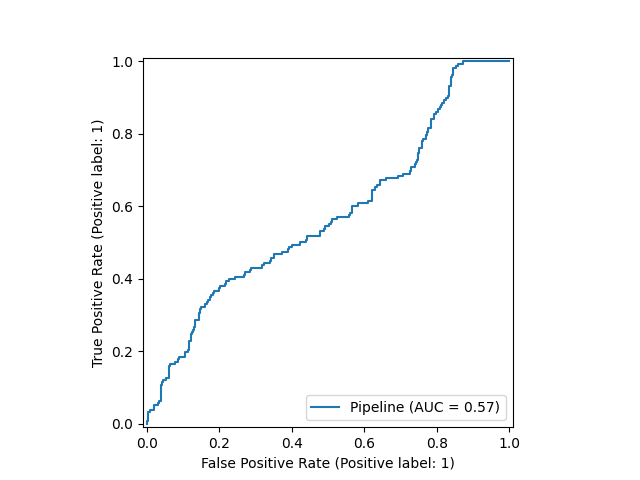 1.0
0.8
0.6
0.4
0.2
0.0
True Positive Rate (Positive label: 1)
Pipeline (AUC = 0.57)
0.0 0.2 0.4 0.6 0.8 1.0
False Positive Rate (Positive label: 1)